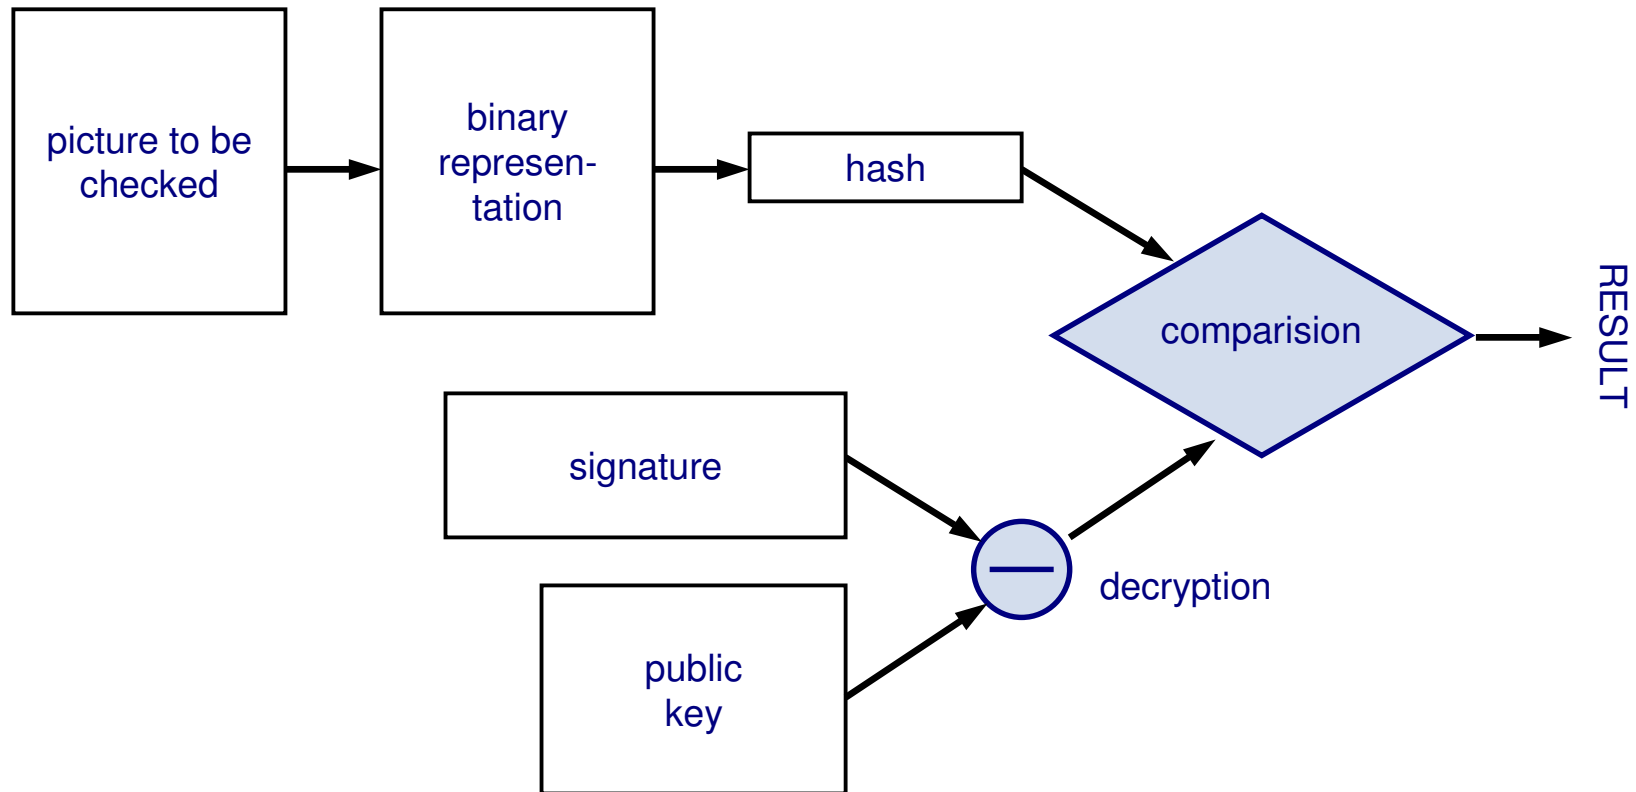 picture to be
checked
binary
represen-
tation
hash
comparision
RESULT
signature
decryption
public
key